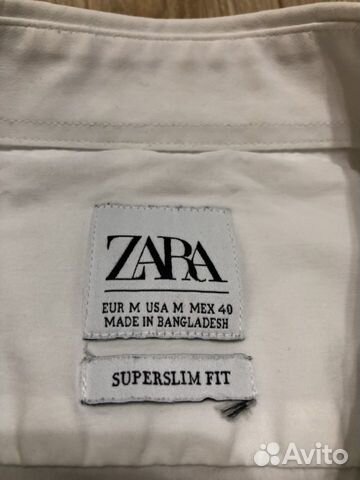 ZARA
EUR M USA M MEX 40
MADE IN BANGLADESH
SUPERSLIM FIT
Avito